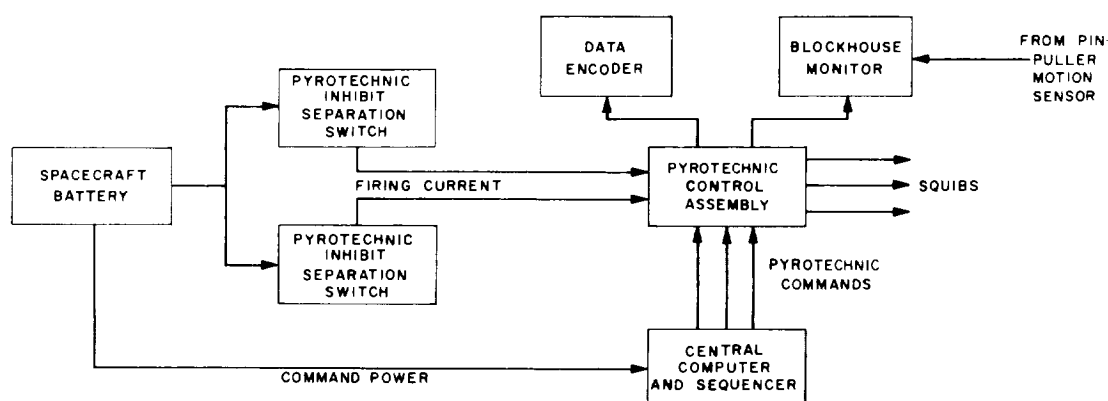 DATA
ENCODER
BLOCKHOUSE
MONITOR
FROM PIN-
PULLER
MOTION
SENSOR
PYROTECHNIC
INHIBIT
SEPARATION
SWITCH
SPACECRAFT
BATTERY
FIRING CURRENT
PYROTECHNIC
CONTROL
ASSEMBLY
SQUIBS
PYROTECHNIC
INHIBIT
SEPARATION
SWITCH
PYROTECHNIC
COMMANDS
COMMAND POWER
CENTRAL
COMPUTER
AND SEQUENCER